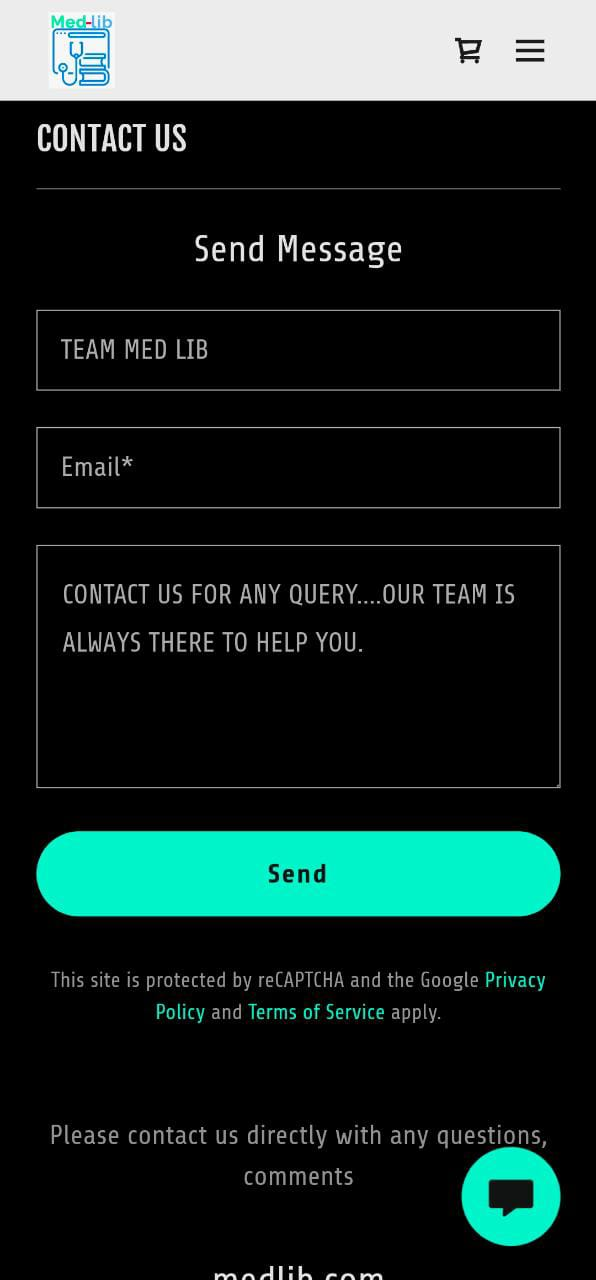 Med-lib
CONTACT US
Send Message
TEAM MED LIB
Email*
CONTACT US FOR ANY QUERY....OUR TEAM IS
ALWAYS THERE TO HELP YOU.
Send
This site is protected by reCAPTCHA and the Google Privacy
Policy and Terms of Service apply.
Please contact us directly with any questions,
comments
medlib.com